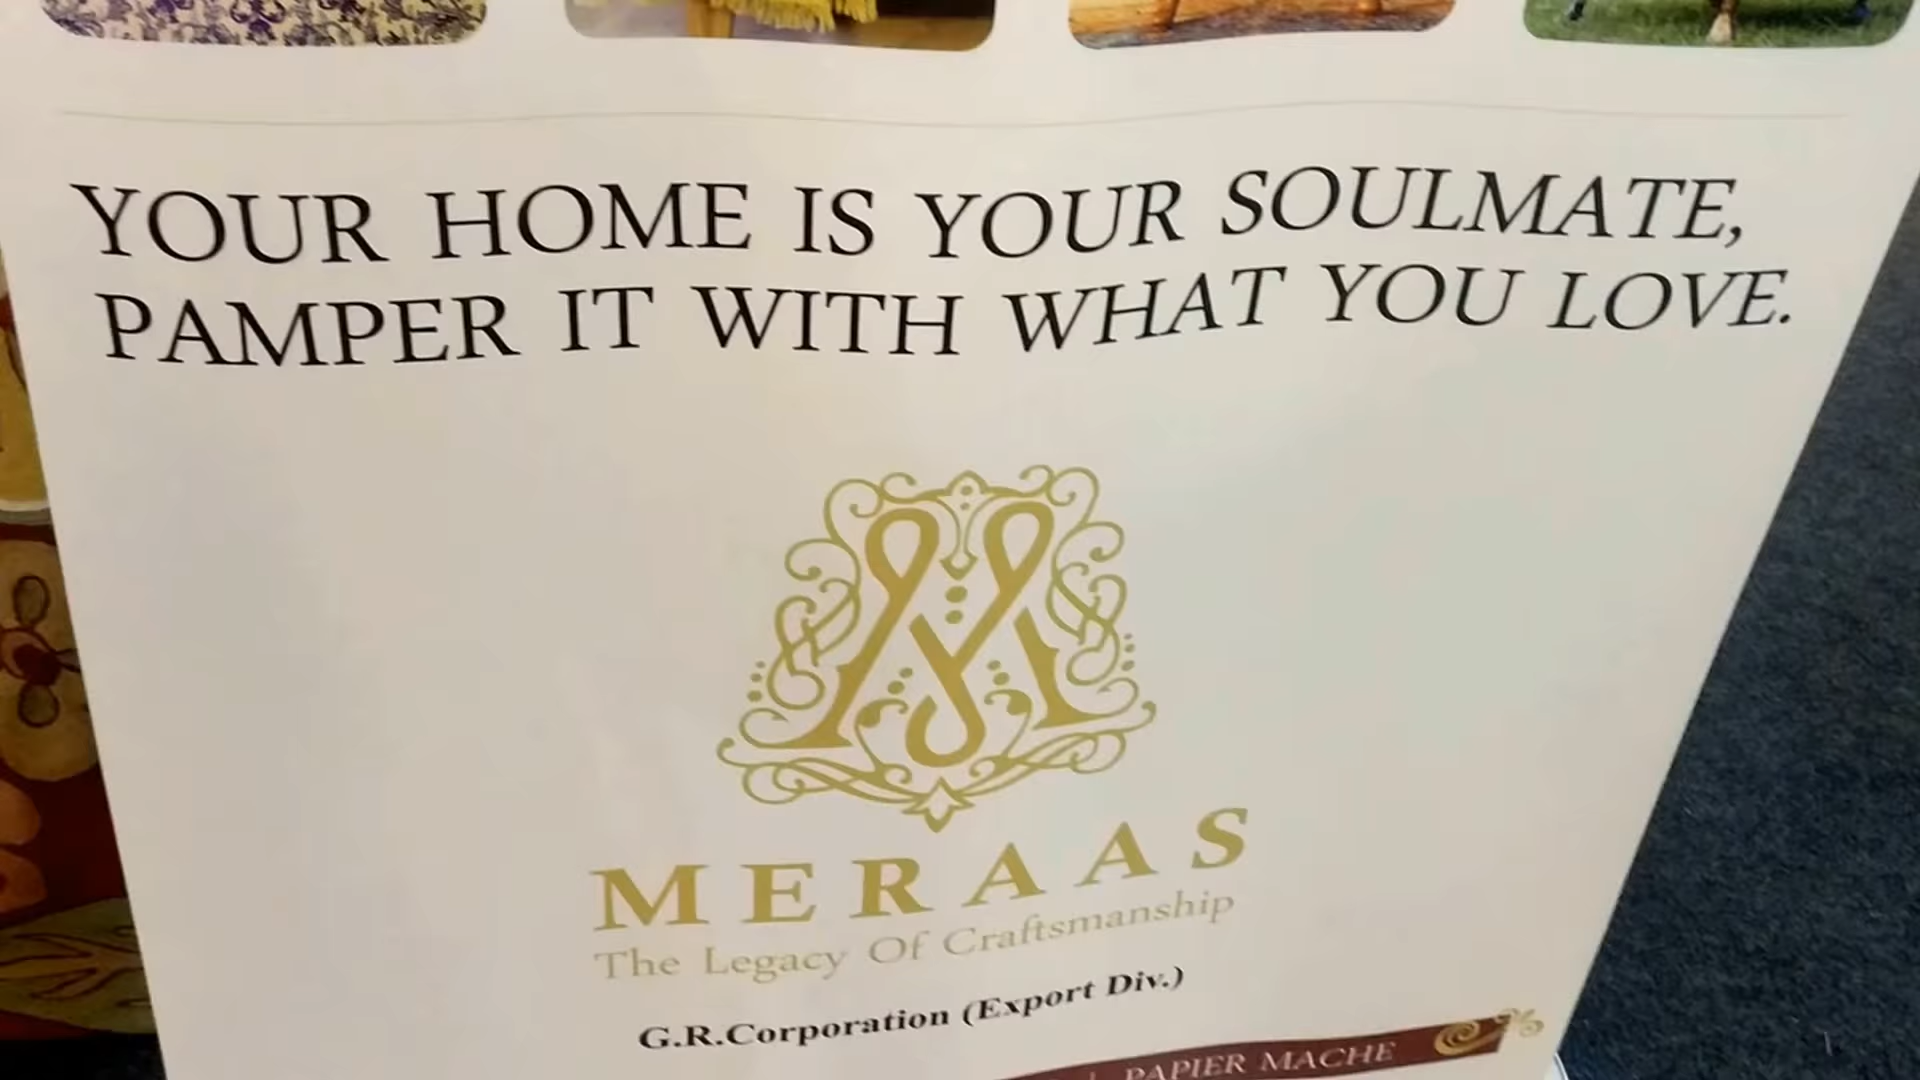 YOUR HOME IS YOUR SOULMATE,
PAMPER IT WITH WHAT YOU LOVE.
M
MERAAS
The Legacy Of Craftsmanship
G.R.Corporation (Export Div.)
| PAPIER MACHE